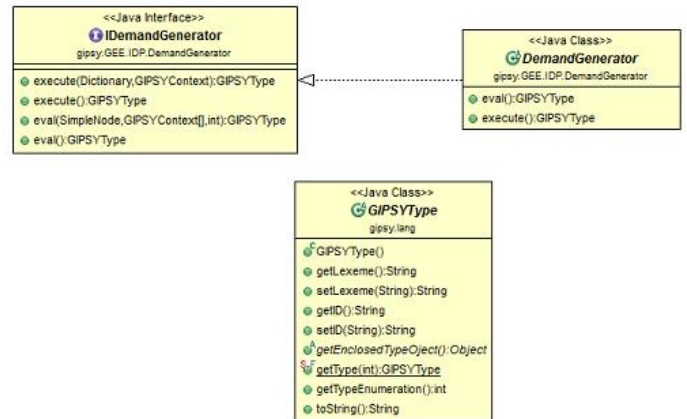 <<Java Interface>>
IDemandGenerator
gipsy.GEE.IDP.DemandGenerator
execute(Dictionary,GIPSYContext):GIPSYType
execute():GIPSYType
eval(SimpleNode,GIPSYContext[],int):GIPSYType
eval():GIPSYType
<<Java Class>>
DemandGenerator
gipsy.GEE.IDP.DemandGenerator
eval():GIPSYType
execute():GIPSYType
<<Java Class>>
GIPSYType
gipsy.lang
GIPSYType()
getLexeme():String
setLexeme(String):String
getID():String
setID(String):String
getEnclosedTypeOject():Object
getType(int):GIPSYType
getTypeEnumeration():int
toString():String